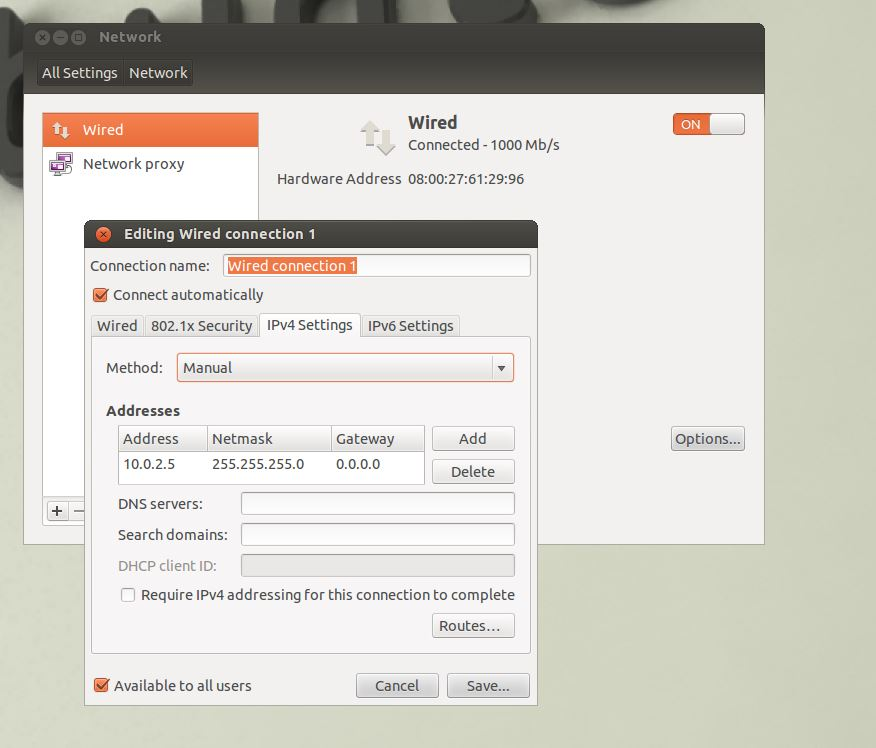 Network
All Settings Network
Wired
Network proxy
Wired
Connected - 1000 Mb/s
ON
Hardware Address 08:00:27:61:29:96
Editing Wired connection 1
Connection name: Wired connection 1
Connect automatically
Wired 802.1x Security IPv4 Settings IPv6 Settings
Method: Manual
Addresses
Address Netmask Gateway
10.0.2.5 255.255.255.0 0.0.0.0
Add
Delete
DNS servers:
Search domains:
DHCP client ID:
Require IPv4 addressing for this connection to complete
Routes…
Available to all users
Cancel Save...
Options...